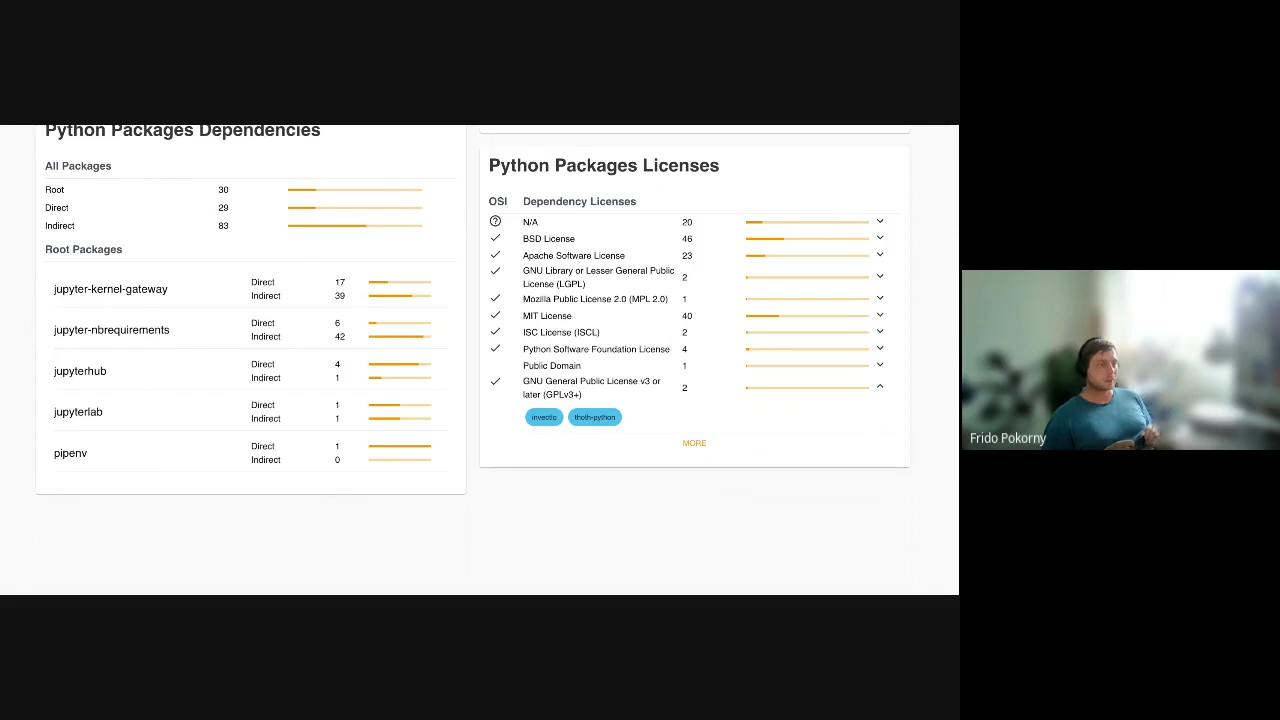 Python Packages Dependencies
All Packages
Root 30
Direct 29
Indirect 83
Root Packages
jupyter-kernel-gateway
Direct 17
Indirect 39
jupyter-nbrequirements
Direct 6
Indirect 42
jupyterhub
Direct 4
Indirect 1
jupyterlab
Direct 1
Indirect 1
pipenv
Direct 1
Indirect 0
Python Packages Licenses
OSI Dependency Licenses
N/A 20
BSD License 46
Apache Software License 23
GNU Library or Lesser General Public
License (LGPL) 2
Mozilla Public License 2.0 (MPL 2.0) 1
MIT License 40
ISC License (ISCL) 2
Python Software Foundation License 4
Public Domain 1
GNU General Public License v3 or
later (GPLv3+) 2
invectio thoth-python
MORE
Frido Pokorny